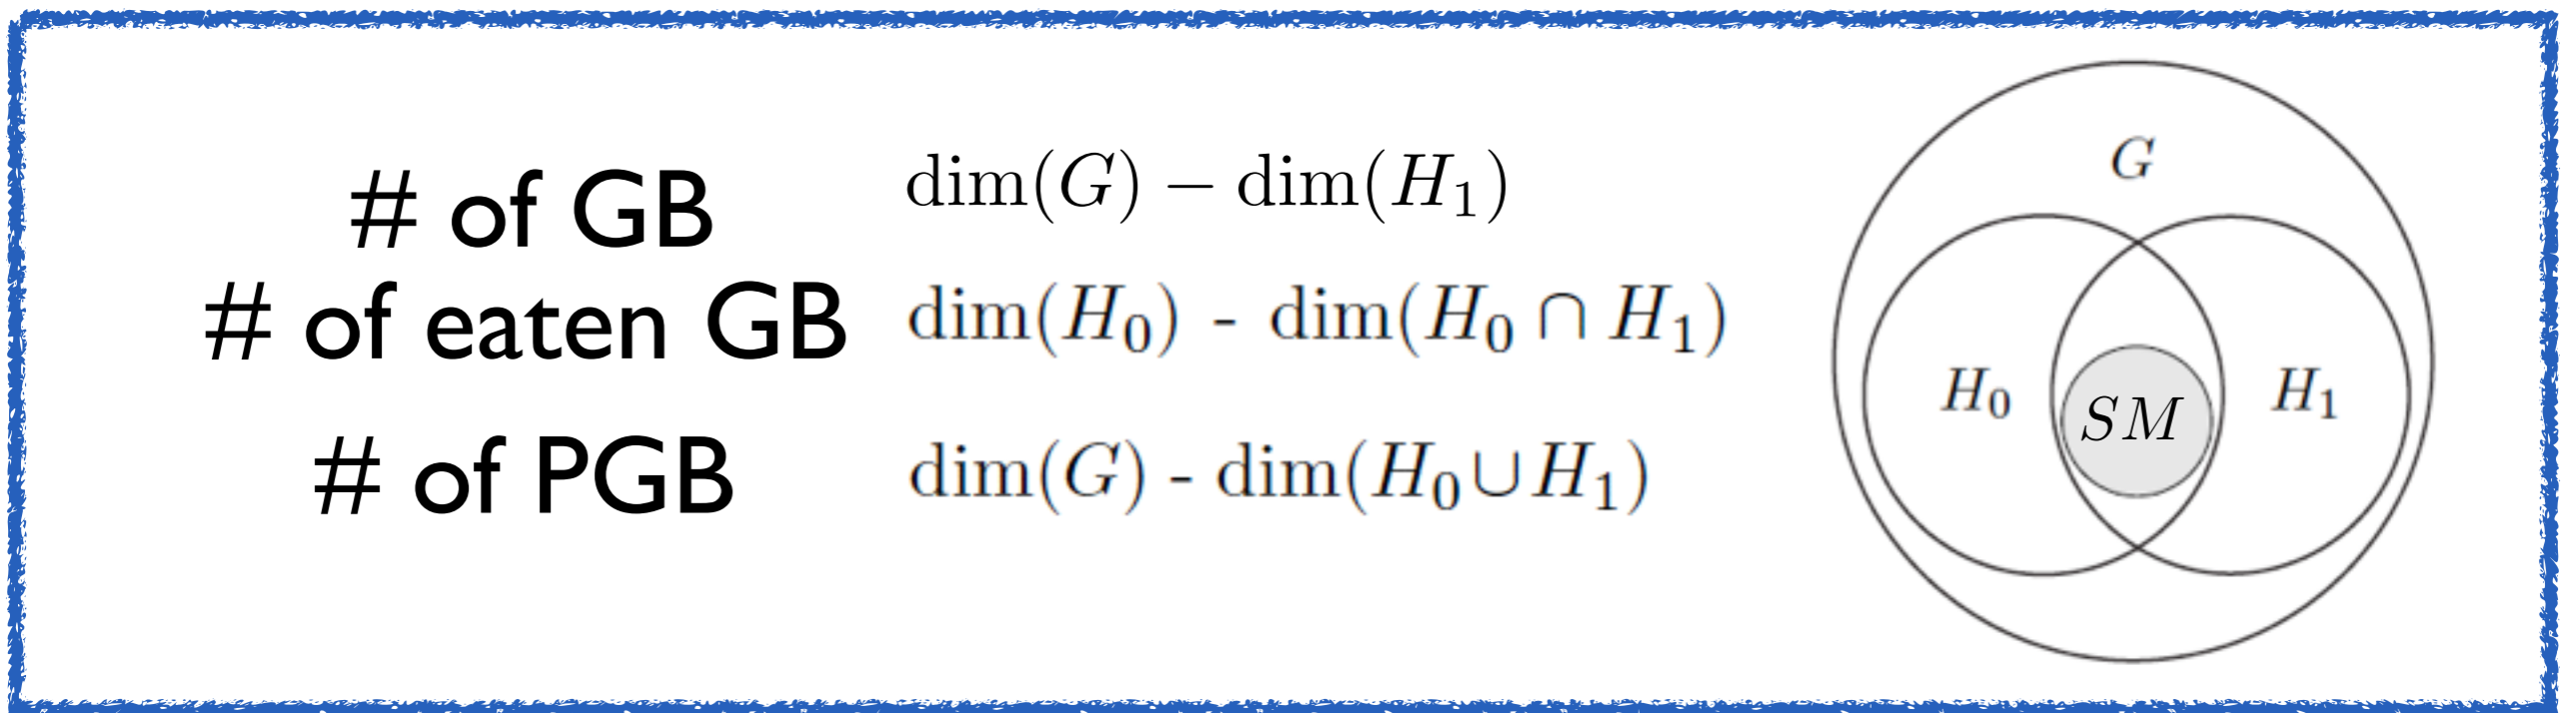 # of GB dim(G) − dim(H₁)
# of eaten GB dim(H₀) - dim(H₀ ∩ H₁)
# of PGB dim(G) - dim(H₀∪H₁)
G
H₀ SM H₁